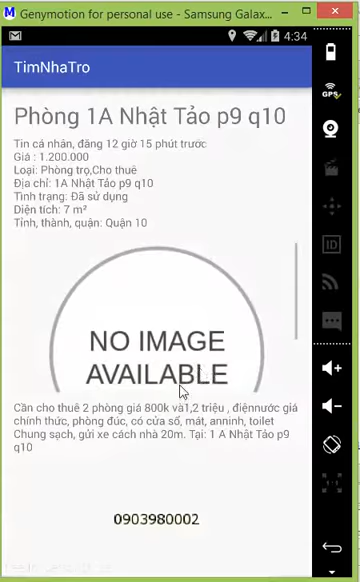 Genymotion for personal use - Samsung Galax...
4:34
TimNhaTro
Phòng 1A Nhật Tảo p9 q10
Tin cá nhân, đăng 12 giờ 15 phút trước
Giá : 1.200.000
Loại: Phòng trọ,Cho thuê
Địa chỉ: 1A Nhật Tảo p9 q10
Tình trạng: Đã sử dụng
Diện tích: 7 m²
Tỉnh, thành, quận: Quận 10
NO IMAGE
AVAILABLE
Cần cho thuê 2 phòng giá 800k và1,2 triệu , điệnnước giá
chính thức, phòng đúc, có cửa sổ, mát, anninh, toilet
Chung sạch, gửi xe cách nhà 20m. Tại: 1 A Nhật Tảo p9
q10
0903980002
GPS
ID